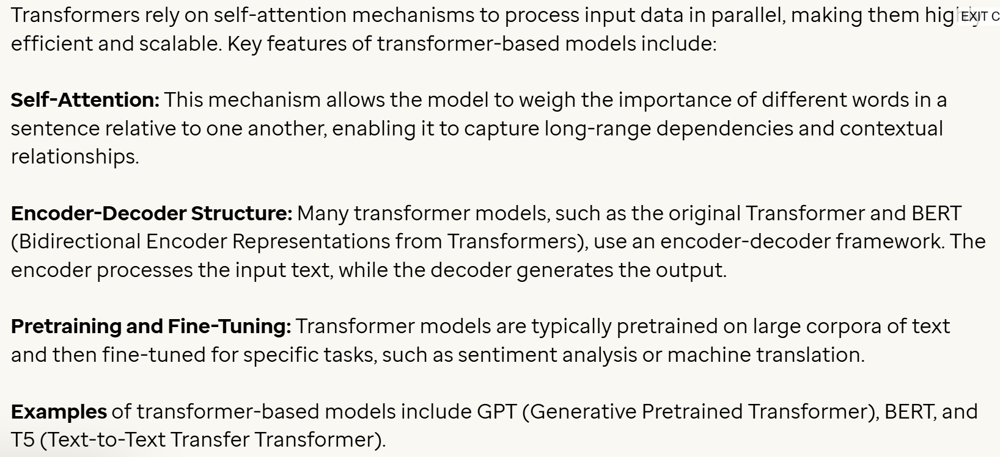 Transformers rely on self-attention mechanisms to process input data in parallel, making them highly
EXIT C
efficient and scalable. Key features of transformer-based models include:
Self-Attention: This mechanism allows the model to weigh the importance of different words in a
sentence relative to one another, enabling it to capture long-range dependencies and contextual
relationships.
Encoder-Decoder Structure: Many transformer models, such as the original Transformer and BERT
(Bidirectional Encoder Representations from Transformers), use an encoder-decoder framework. The
encoder processes the input text, while the decoder generates the output.
Pretraining and Fine-Tuning: Transformer models are typically pretrained on large corpora of text
and then fine-tuned for specific tasks, such as sentiment analysis or machine translation.
Examples of transformer-based models include GPT (Generative Pretrained Transformer), BERT, and
T5 (Text-to-Text Transfer Transformer).